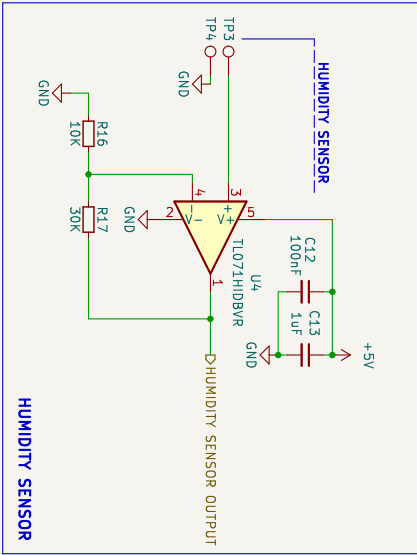 HUMIDITY SENSOR
TP3
TP4
GND
GND
R16
10K
R17
30K
GND
4
3
2
5
V-
V+
-
+
1
U4
TL071HIDBVR
C12
100nF
C13
1uF
GND
+5V
HUMIDITY SENSOR OUTPUT
HUMIDITY SENSOR